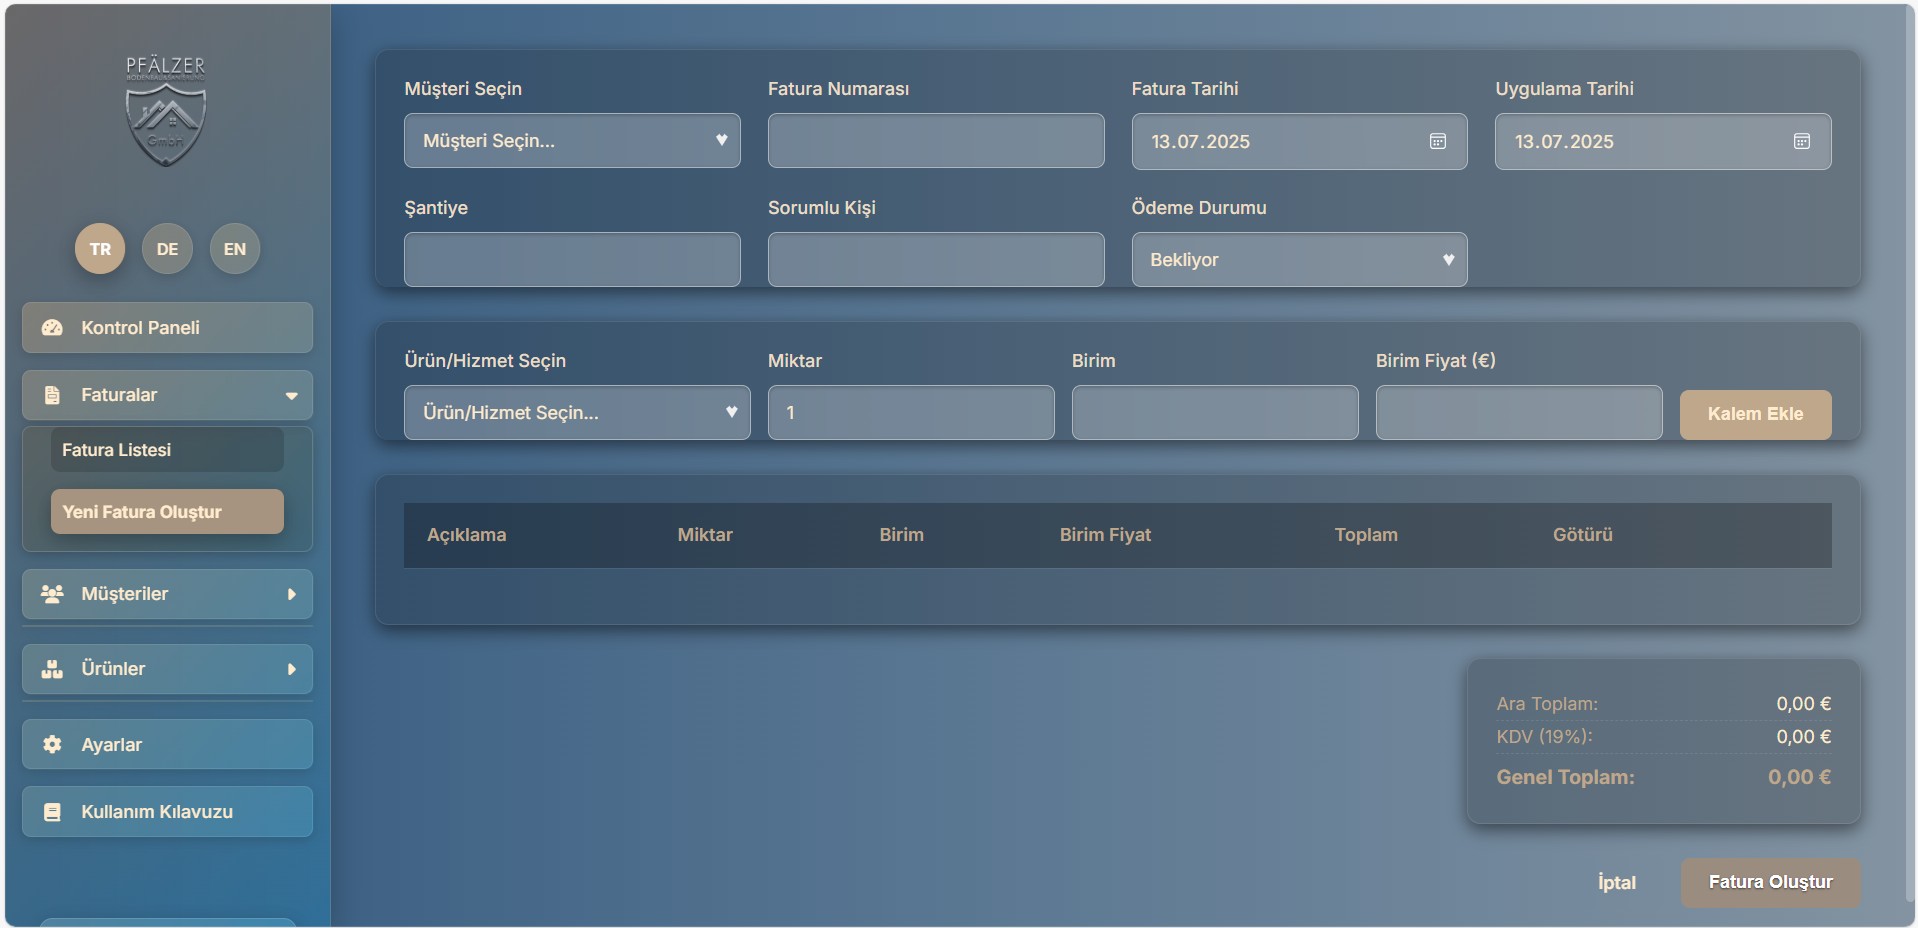 PFÄLZER
BODENBAU&SANIERUNG
GmbH
TR DE EN
Kontrol Paneli
Faturalar
Fatura Listesi
Yeni Fatura Oluştur
Müşteriler
Ürünler
Ayarlar
Kullanım Kılavuzu
Müşteri Seçin Fatura Numarası Fatura Tarihi Uygulama Tarihi
Müşteri Seçin... 13.07.2025 13.07.2025
Şantiye Sorumlu Kişi Ödeme Durumu
Bekliyor
Ürün/Hizmet Seçin Miktar Birim Birim Fiyat (€)
Ürün/Hizmet Seçin... 1 Kalem Ekle
Açıklama Miktar Birim Birim Fiyat Toplam Götürü
Ara Toplam: 0,00 €
KDV (19%): 0,00 €
Genel Toplam: 0,00 €
İptal Fatura Oluştur